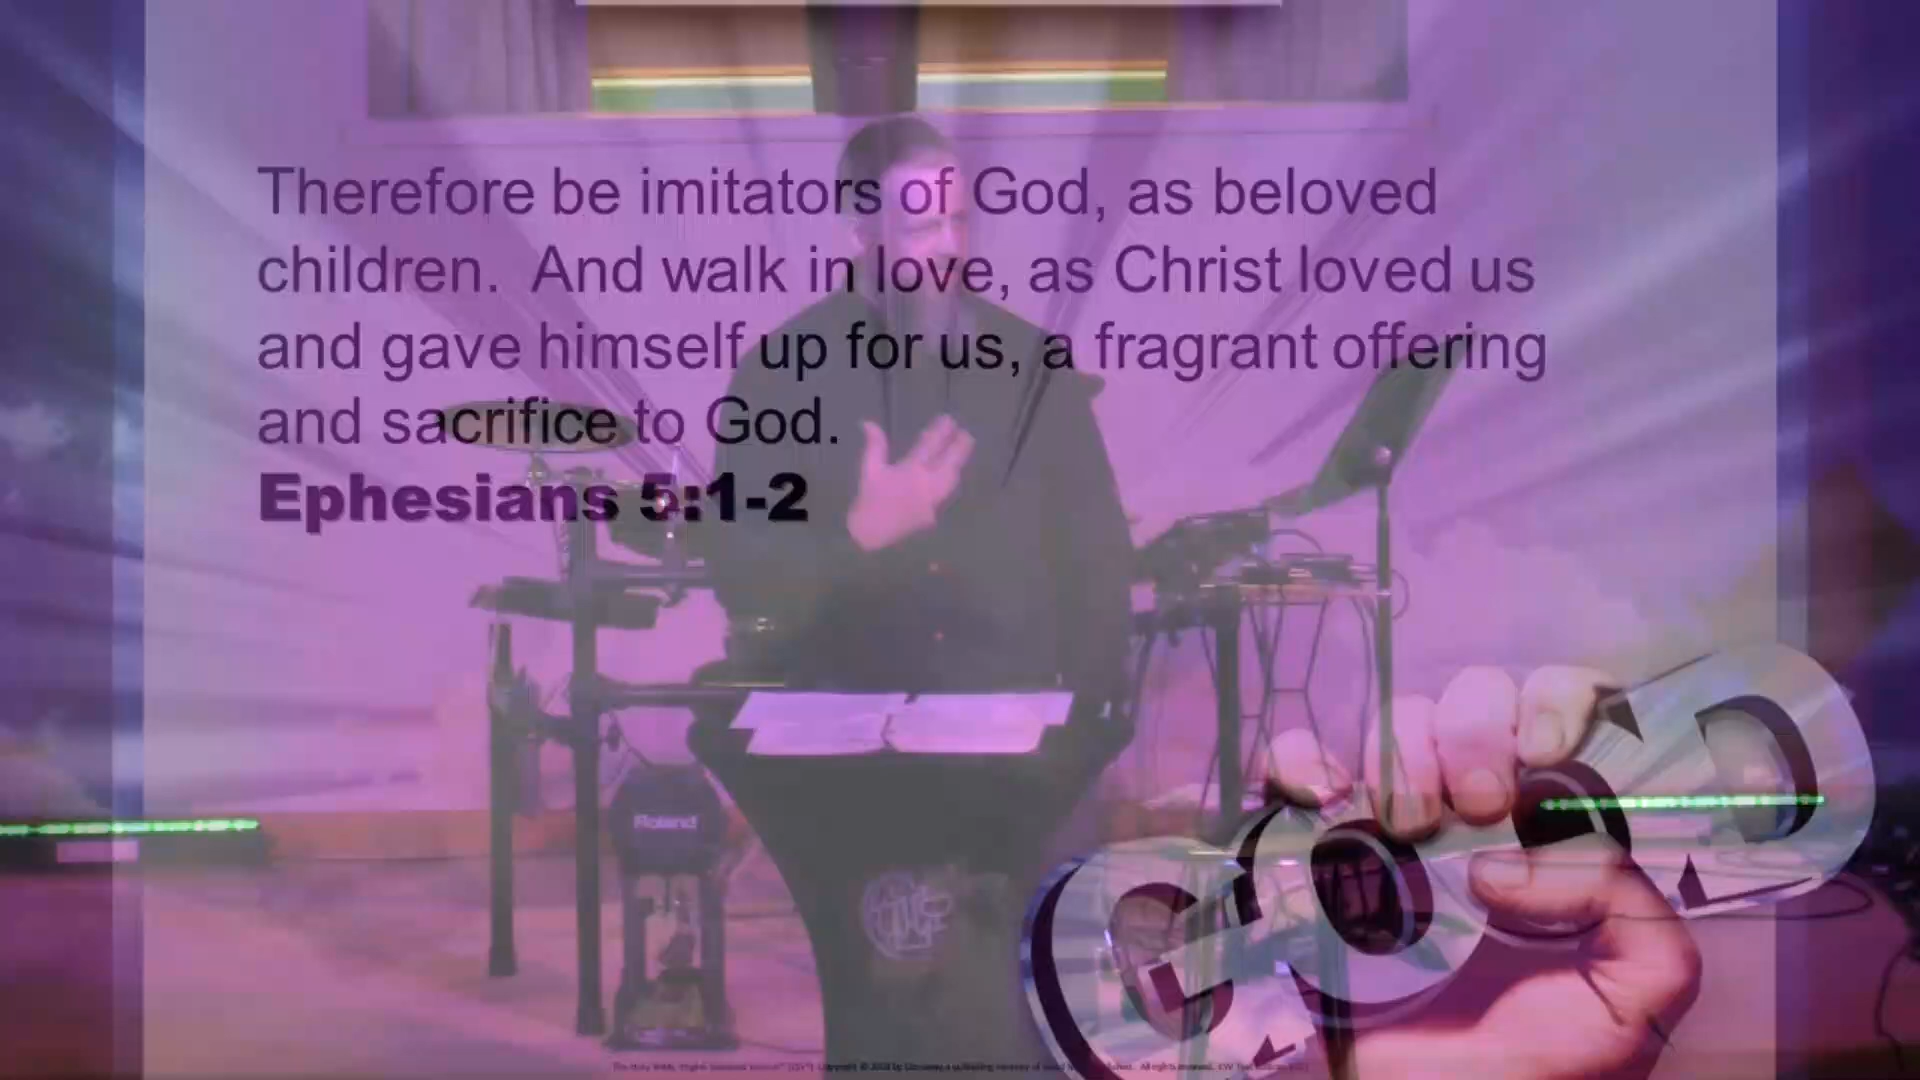 Therefore be imitators of God, as beloved
children.  And walk in love, as Christ loved us
and gave himself up for us, a fragrant offering
and sacrifice to God.
Ephesians 5:1-2
Roland
GOOD